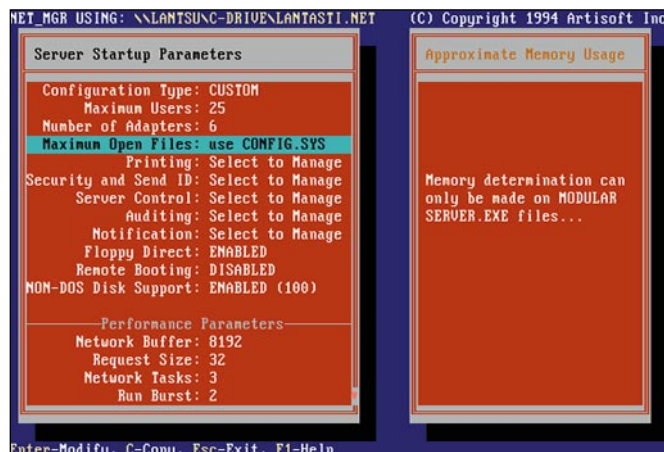 NET_MGR USING: \\LANTSU\C-DRIVE\LANTASTI.NET (C) Copyright 1994 Artisoft Inc
Server Startup Parameters
Configuration Type: CUSTOM
Maximum Users: 25
Number of Adapters: 6
Maximum Open Files: use CONFIG.SYS
Printing: Select to Manage
Security and Send ID: Select to Manage
Server Control: Select to Manage
Auditing: Select to Manage
Notification: Select to Manage
Floppy Direct: ENABLED
Remote Booting: DISABLED
NON-DOS Disk Support: ENABLED (100)
Performance Parameters
Network Buffer: 8192
Request Size: 32
Network Tasks: 3
Run Burst: 2
Approximate Memory Usage
Memory determination can
only be made on MODULAR
SERVER.EXE files...
Enter-Modify, C-Copy, Esc-Exit, F1-Help